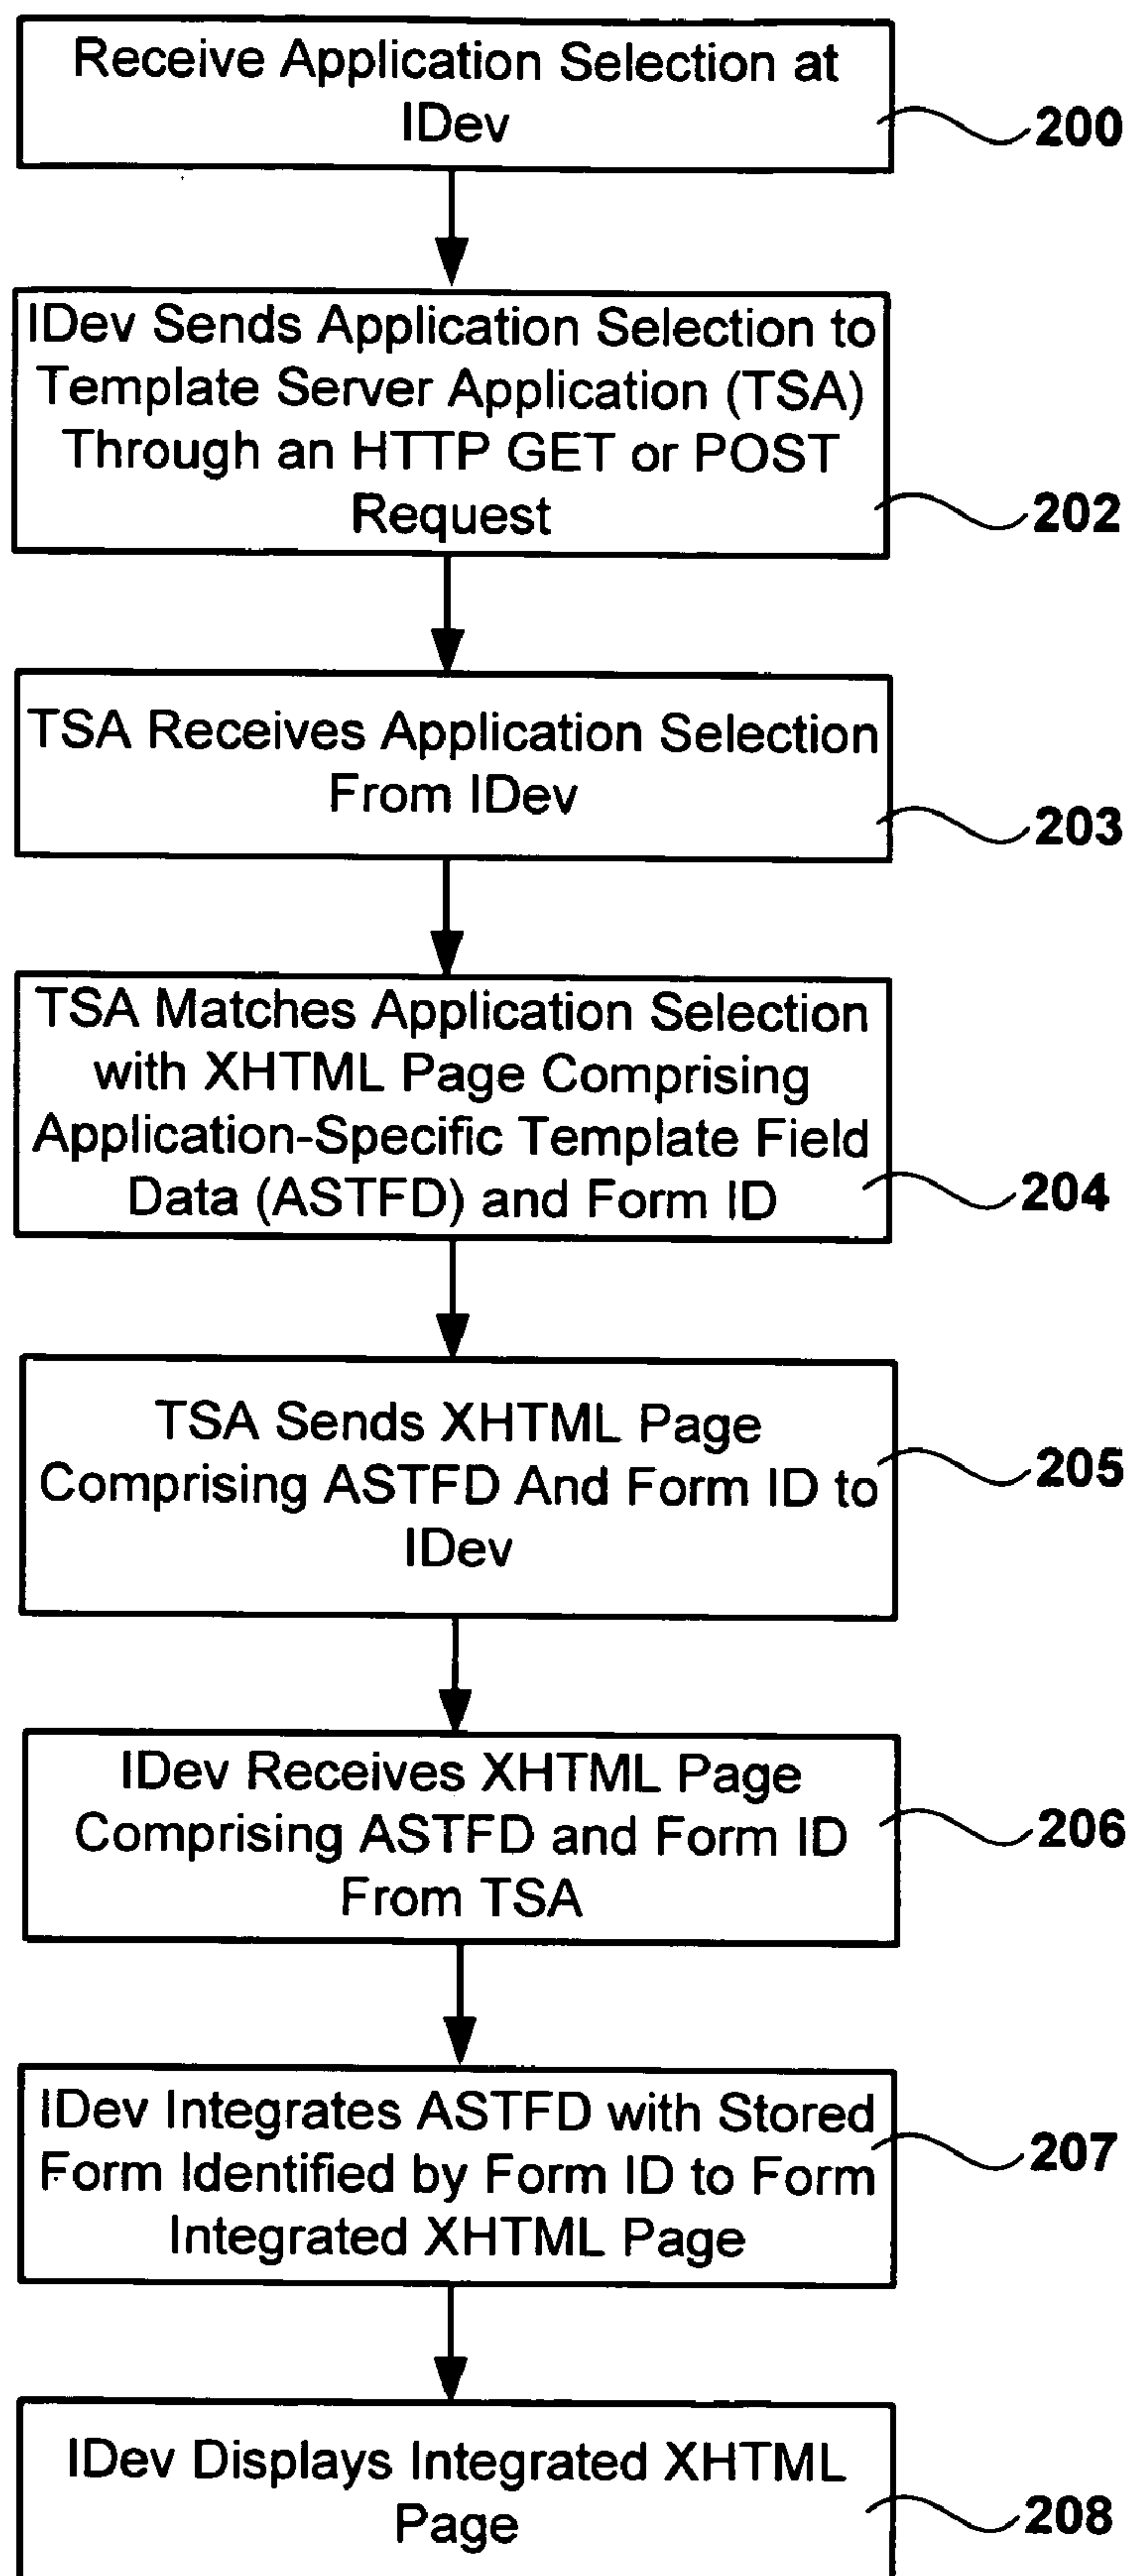 Receive Application Selection at
IDev
200
IDev Sends Application Selection to
Template Server Application (TSA)
Through an HTTP GET or POST
Request
202
TSA Receives Application Selection
From IDev
203
TSA Matches Application Selection
with XHTML Page Comprising
Application-Specific Template Field
Data (ASTFD) and Form ID
204
TSA Sends XHTML Page
Comprising ASTFD And Form ID to
IDev
205
IDev Receives XHTML Page
Comprising ASTFD and Form ID
From TSA
206
IDev Integrates ASTFD with Stored
Form Identified by Form ID to Form
Integrated XHTML Page
207
IDev Displays Integrated XHTML
Page
208